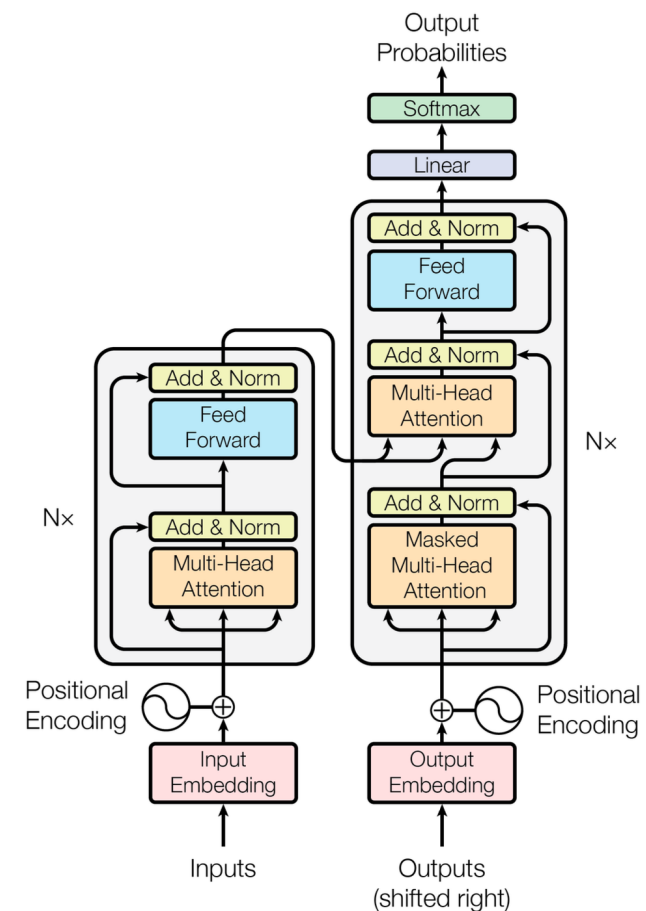 Output
Probabilities
Softmax
Linear
Add & Norm
Feed
Forward
Add & Norm
Multi-Head
Attention
Add & Norm
Masked
Multi-Head
Attention
N×
Add & Norm
Feed
Forward
Add & Norm
Multi-Head
Attention
N×
Positional
Encoding
Positional
Encoding
Input
Embedding
Output
Embedding
Inputs
Outputs
(shifted right)